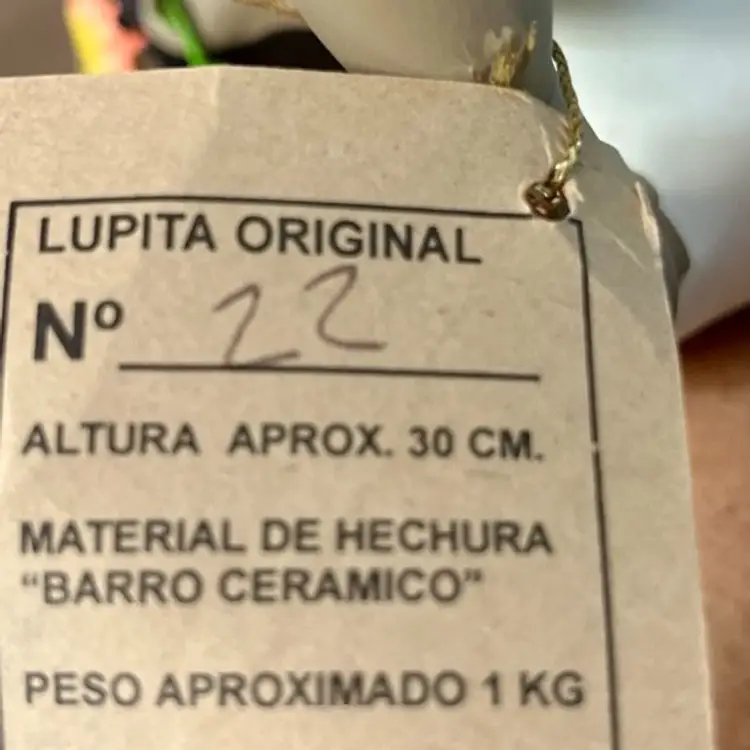 LUPITA ORIGINAL
Nº 22
ALTURA APROX. 30 CM.
MATERIAL DE HECHURA
“BARRO CERAMICO”
PESO APROXIMADO 1 KG